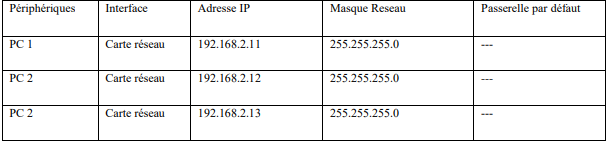 Périphériques Interface Adresse IP Masque Reseau Passerelle par défaut
PC 1 Carte réseau 192.168.2.11 255.255.255.0 ---
PC 2 Carte réseau 192.168.2.12 255.255.255.0 ---
PC 2 Carte réseau 192.168.2.13 255.255.255.0 ---